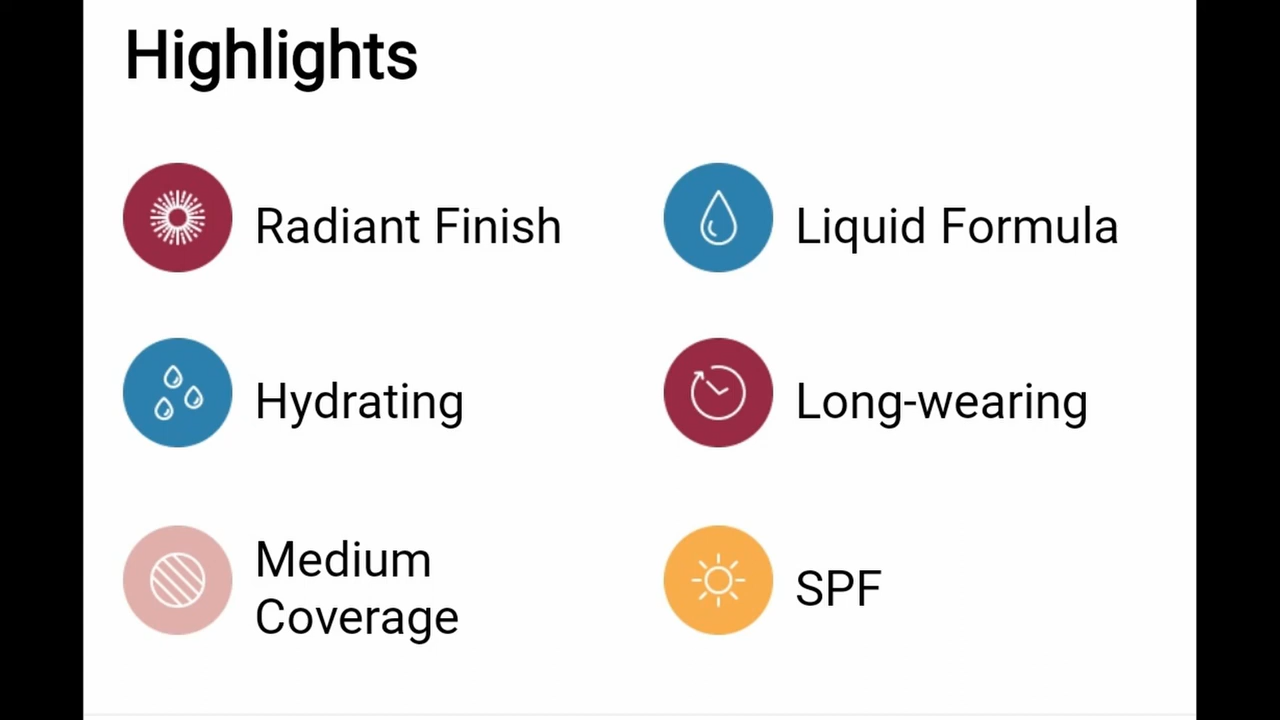 Highlights
Radiant Finish
Liquid Formula
Hydrating
Long-wearing
Medium
Coverage
SPF